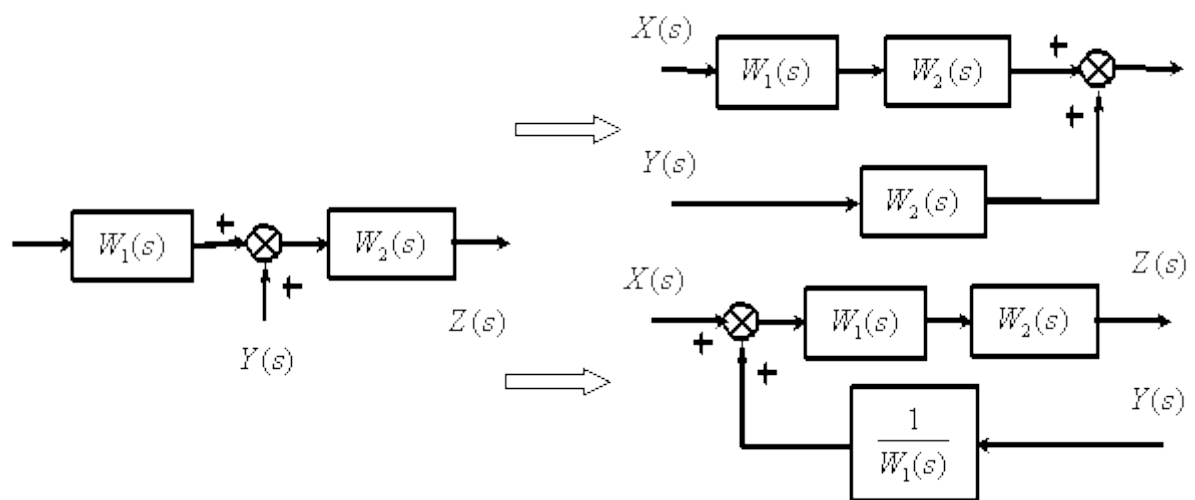 W₁(s)
+
+
W₂(s)
Z(s)
Y(s)
X(s)
W₁(s)
W₂(s)
+
+
Y(s)
W₂(s)
X(s)
Z(s)
+
+
W₁(s)
W₂(s)
Y(s)
1
W₁(s)